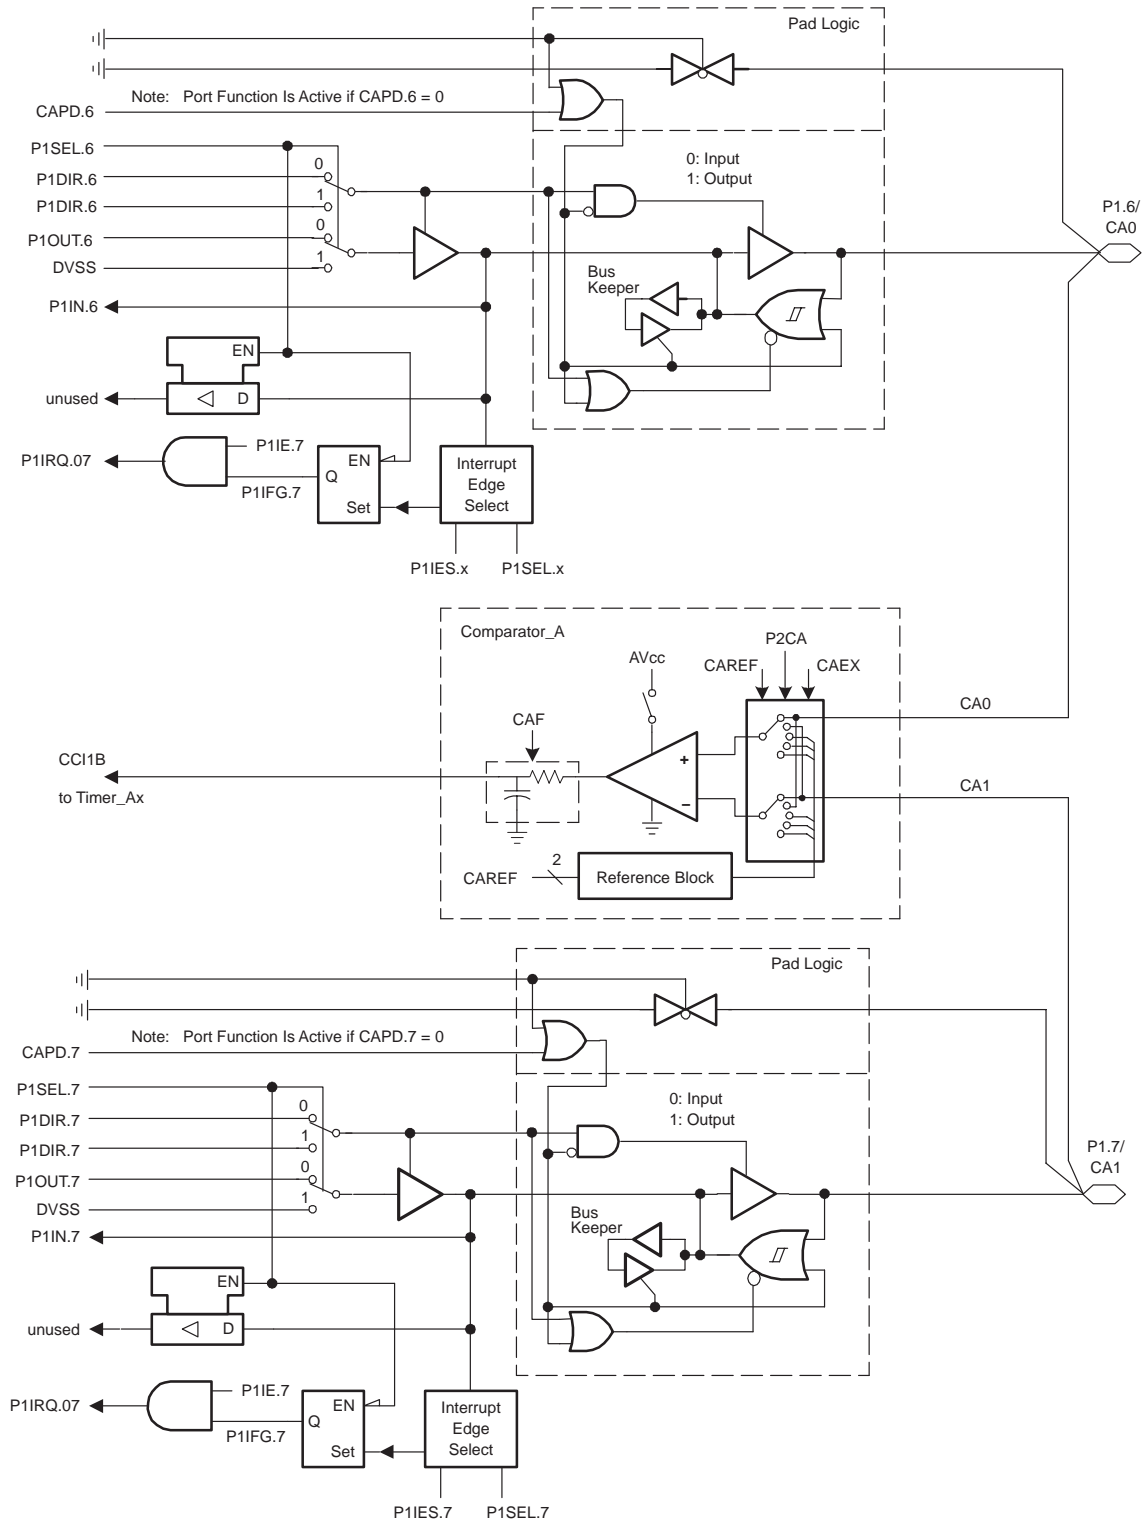 Pad Logic
Note: Port Function Is Active if CAPD.6 = 0
CAPD.6
P1SEL.6
0
P1DIR.6
1
P1DIR.6
0: Input
1: Output
P1.6/
CA0
0
P1OUT.6
1
DVSS
Bus
Keeper
P1IN.6
EN
unused
D
P1IRQ.07
P1IE.7
P1IFG.7
EN
Q
Set
Interrupt
Edge
Select
P1IES.x
P1SEL.x
Comparator_A
P2CA
AVcc
CAREF
CAEX
CA0
CAF
+
CCI1B
to Timer_Ax
CA1
−
2
CAREF
Reference Block
Pad Logic
Note: Port Function Is Active if CAPD.7 = 0
CAPD.7
P1SEL.7
0
P1DIR.7
1
P1DIR.7
0: Input
1: Output
P1.7/
CA1
0
P1OUT.7
1
DVSS
Bus
Keeper
P1IN.7
EN
unused
D
P1IRQ.07
P1IE.7
P1IFG.7
EN
Q
Set
Interrupt
Edge
Select
P1IES.7
P1SEL.7